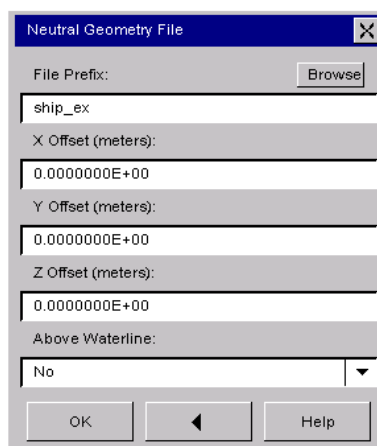 Neutral Geometry File
File Prefix: Browse
ship_ex
X Offset (meters):
0.0000000E+00
Y Offset (meters):
0.0000000E+00
Z Offset (meters):
0.0000000E+00
Above Waterline:
No
OK Help